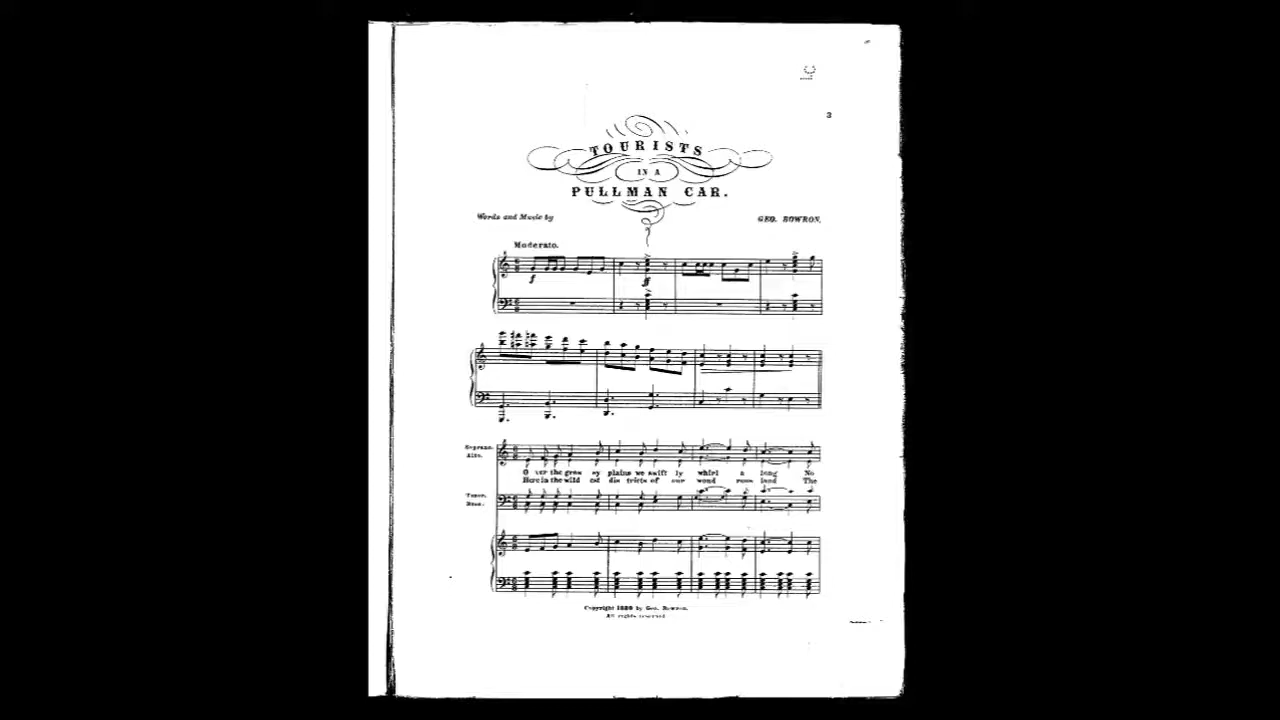 3
TOURISTS
IN A
PULLMAN CAR.
Words and Music by
GEO. BOWRON.
Moderato.
f
ff
Soprano.
Alto.
O ver the grass y plains we swift ly whirl a long No
Here in the wild est dis tricts of our wond rous land The
Tenor.
Bass.
Copyright 1880 by Geo. Bowron.
All rights reserved